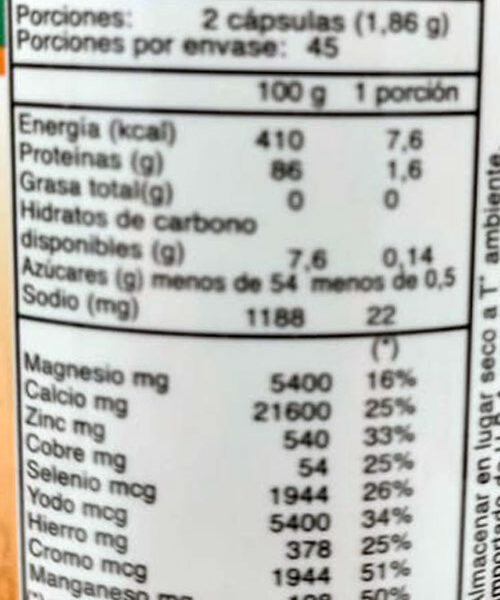 Porciones: 2 cápsulas (1,86 g)
Porciones por envase: 45
100 g 1 porción
Energía (kcal) 410 7,6
Proteínas (g) 86 1,6
Grasa total(g) 0 0
Hidratos de carbono
disponibles (g) 7,6 0,14
Azúcares (g) menos de 54 menos de 0,5
Sodio (mg) 1188 22
(*)
Magnesio mg 5400 16%
Calcio mg 21600 25%
Zinc mg 540 33%
Cobre mg 54 25%
Selenio mcg 1944 26%
Yodo mcg 5400 34%
Hierro mg 378 25%
Cromo mcg 1944 51%
Manganeso 50%
en lugar seco a T° ambiente.